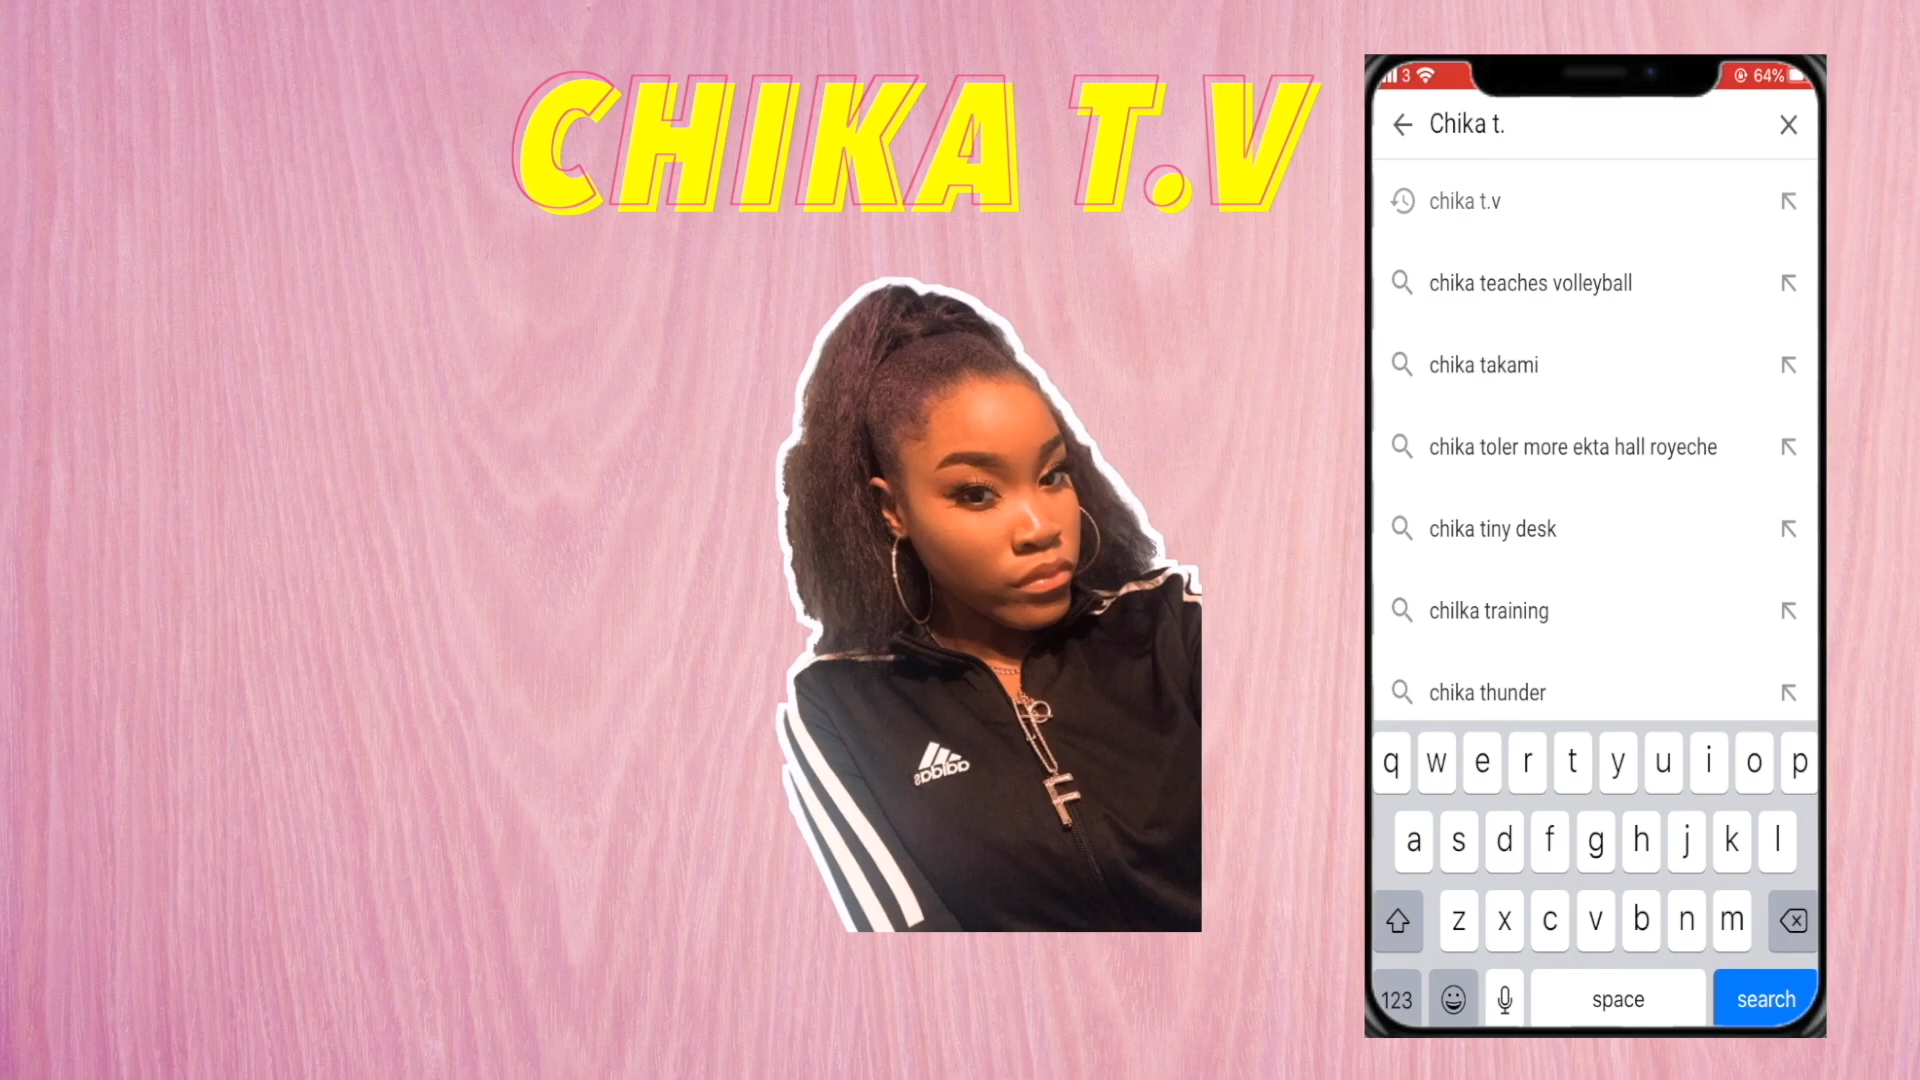 CHIKA T.V
3
64%
Chika t.
chika t.v
chika teaches volleyball
chika takami
chika toler more ekta hall royeche
chika tiny desk
chilka training
chika thunder
q w e r t y u i o p
a s d f g h j k l
z x c v b n m
123 space search
adidas
F